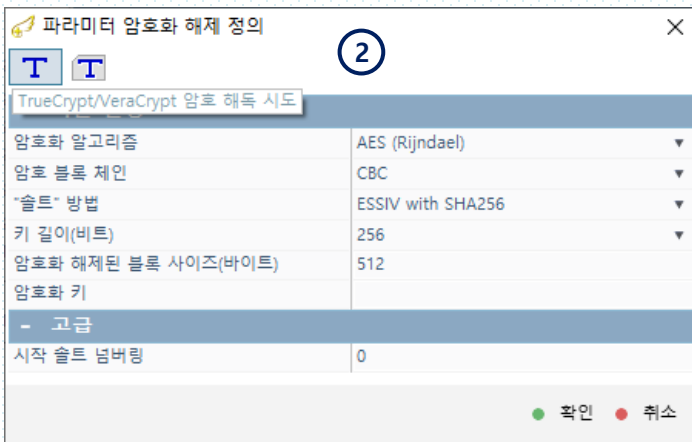 파라미터 암호화 해제 정의
2
T T
TrueCrypt/VeraCrypt 암호 해독 시도
암호화 알고리즘 AES (Rijndael)
암호 블록 체인 CBC
"솔트" 방법 ESSIV with SHA256
키 길이(비트) 256
암호화 해제된 블록 사이즈(바이트) 512
암호화 키
- 고급
시작 솔트 넘버링 0
확인 취소